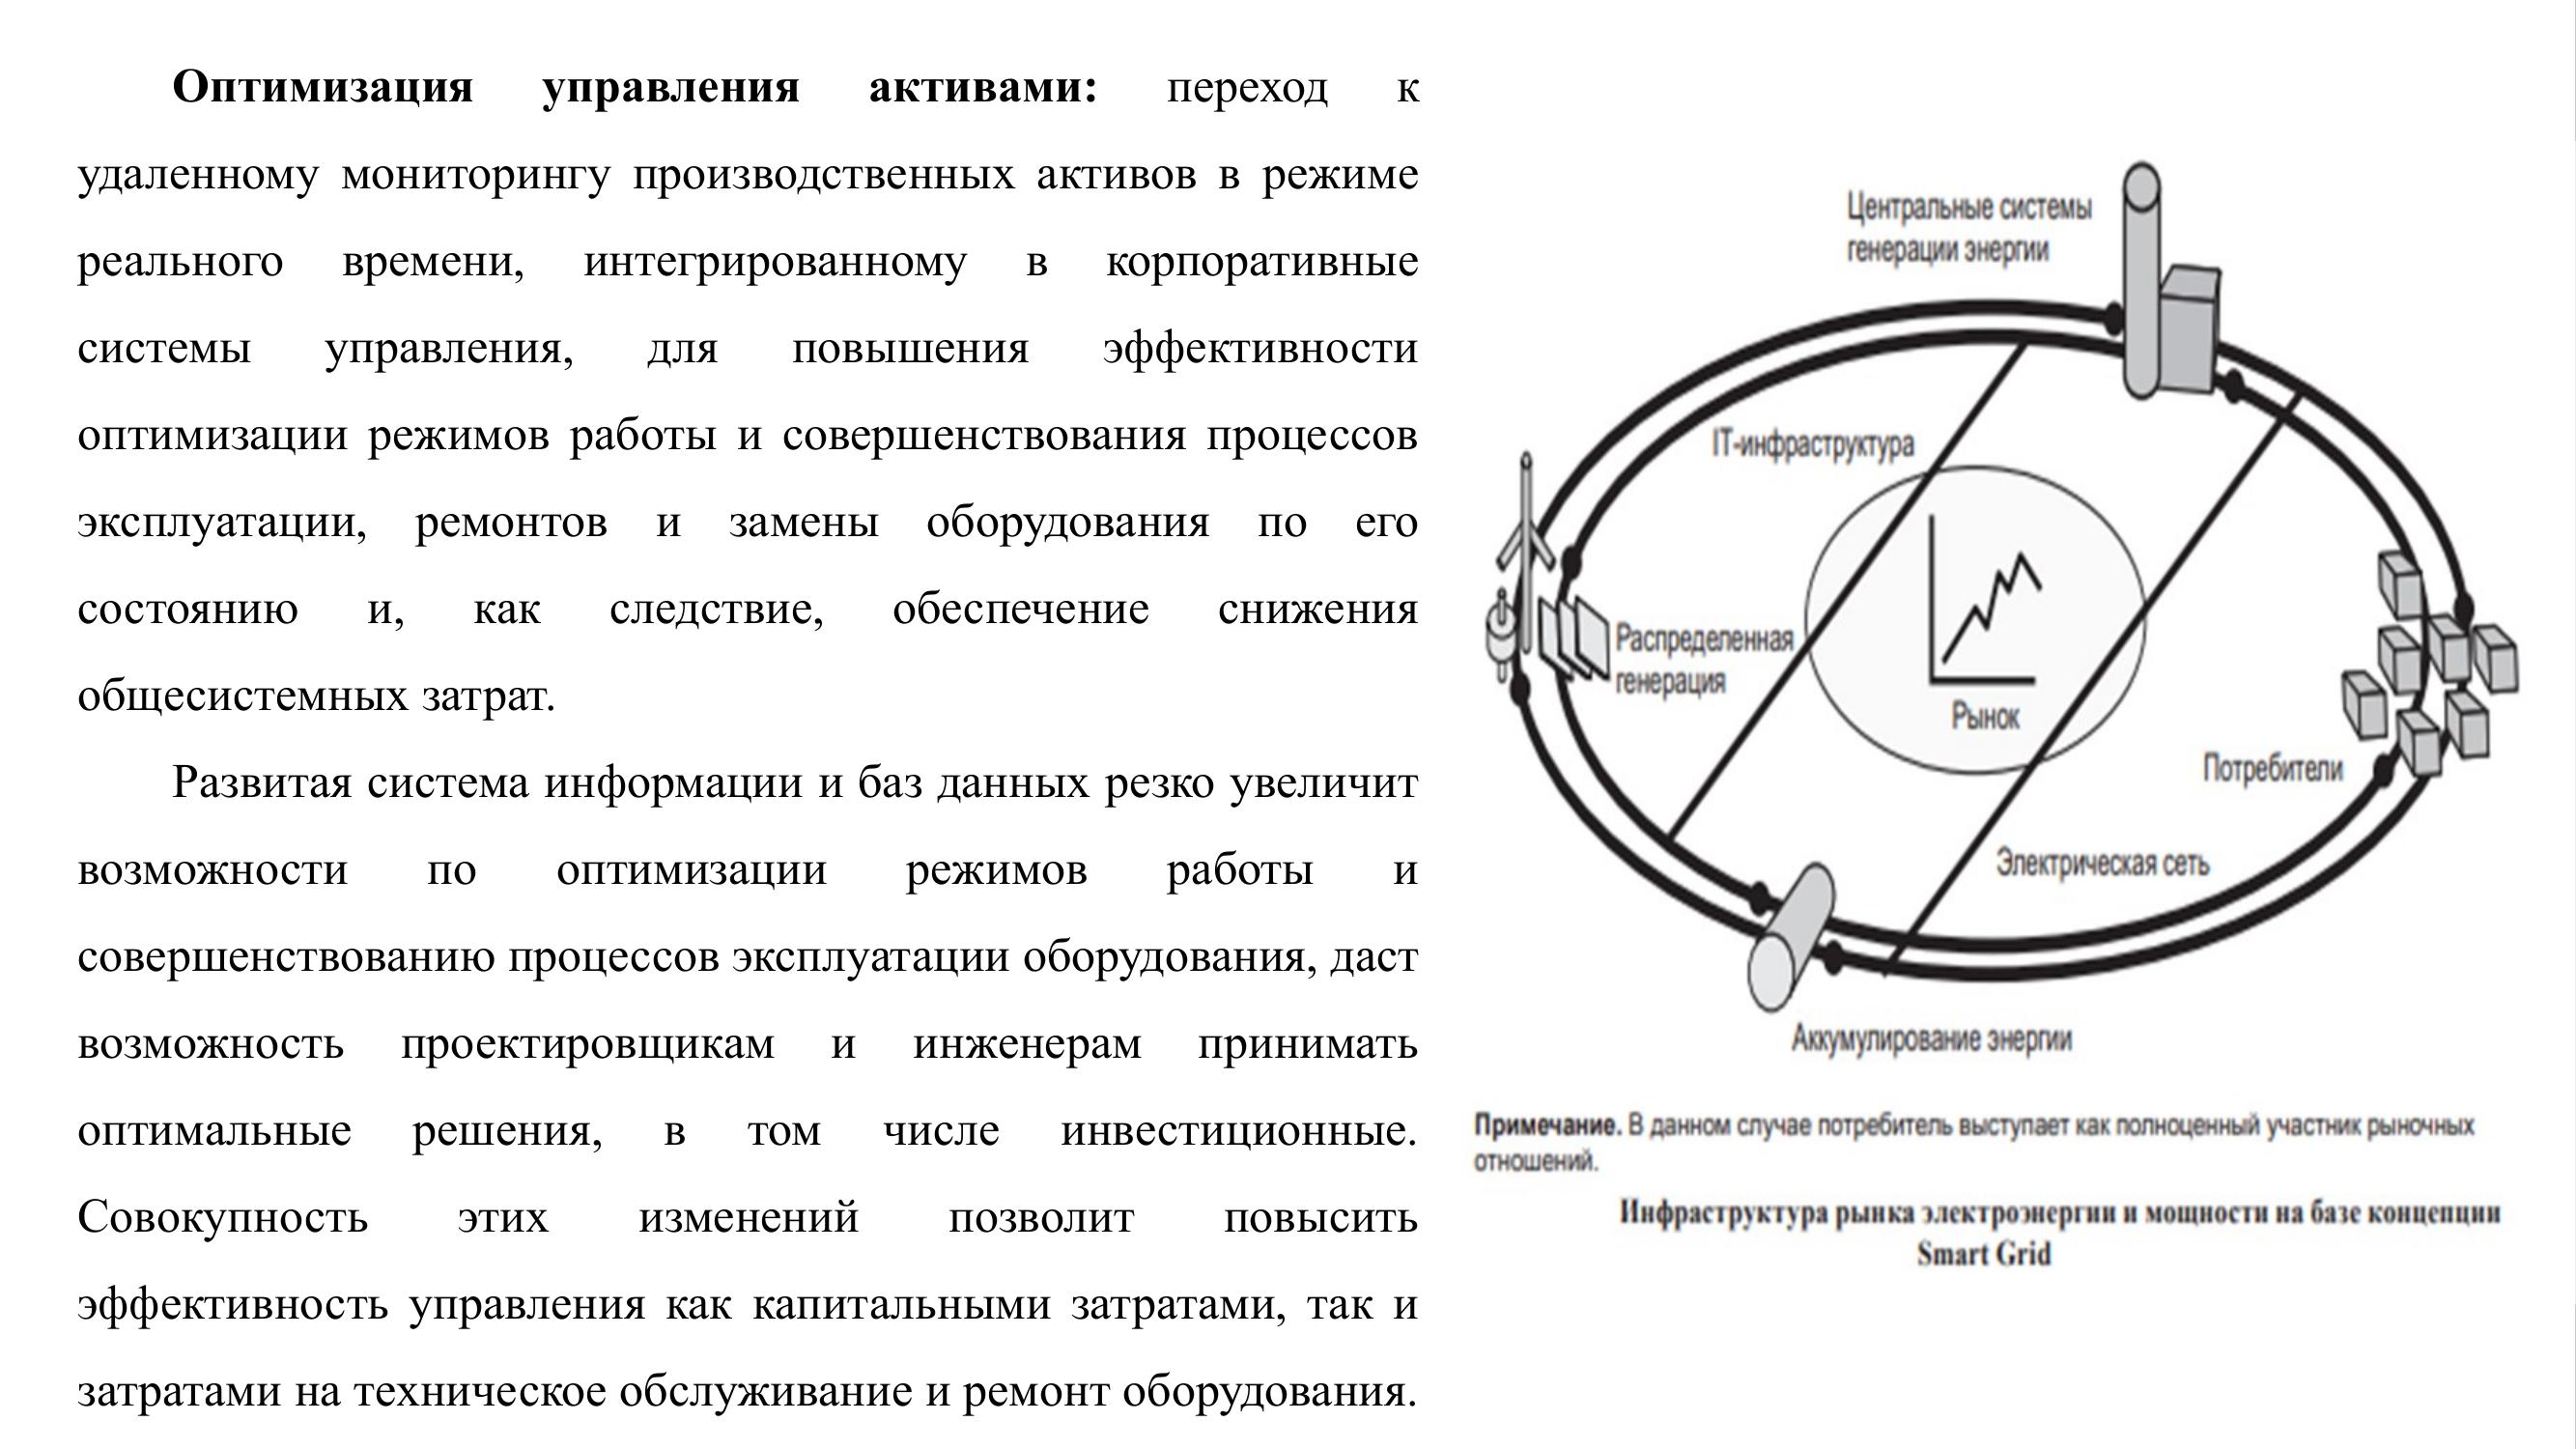 Оптимизация управления активами: переход к
удаленному мониторингу производственных активов в режиме
реального времени, интегрированному в корпоративные
системы управления, для повышения эффективности
оптимизации режимов работы и совершенствования процессов
эксплуатации, ремонтов и замены оборудования по его
состоянию и, как следствие, обеспечение снижения
общесистемных затрат.
Развитая система информации и баз данных резко увеличит
возможности по оптимизации режимов работы и
совершенствованию процессов эксплуатации оборудования, даст
возможность проектировщикам и инженерам принимать
оптимальные решения, в том числе инвестиционные.
Совокупность этих изменений позволит повысить
эффективность управления как капитальными затратами, так и
затратами на техническое обслуживание и ремонт оборудования.
Центральные системы
генерации энергии
IT-инфраструктура
Распределенная
генерация
Рынок
Потребители
Электрическая сеть
Аккумулирование энергии
Примечание. В данном случае потребитель выступает как полноценный участник рыночных
отношений.
Инфраструктура рынка электроэнергии и мощности на базе концепции
Smart Grid